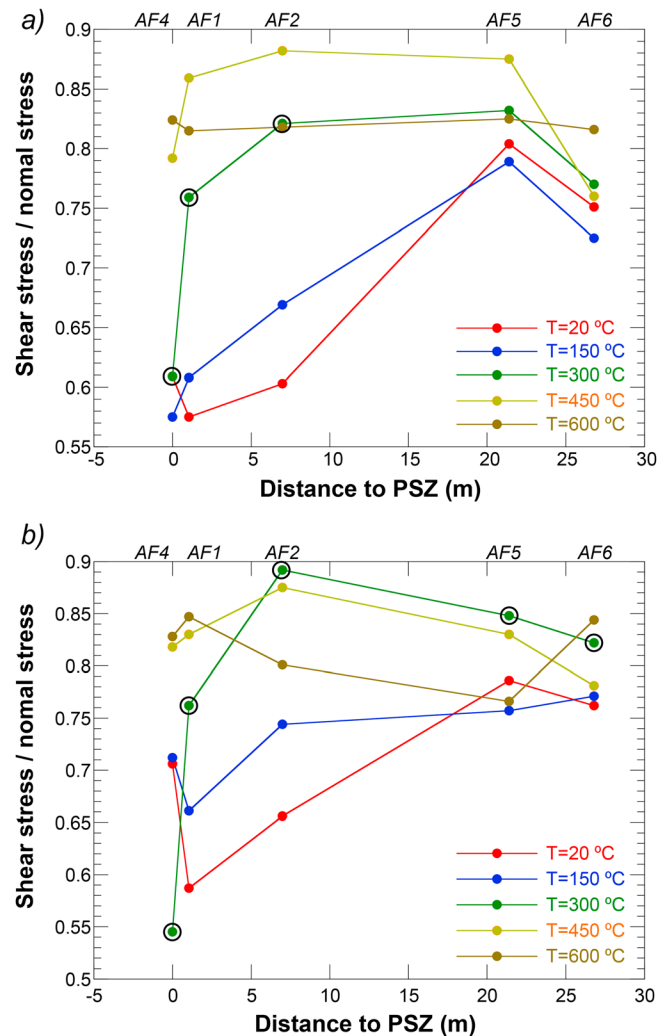 a)
AF4 AF1 AF2 AF5 AF6
0.9
0.85
0.8
0.75
0.7
0.65
0.6
0.55
Shear stress / nomal stress
T=20 ºC
T=150 ºC
T=300 ºC
T=450 ºC
T=600 ºC
-5 0 5 10 15 20 25 30
Distance to PSZ (m)
b)
AF4 AF1 AF2 AF5 AF6
0.9
0.85
0.8
0.75
0.7
0.65
0.6
0.55
0.5
Shear stress / nomal stress
T=20 ºC
T=150 ºC
T=300 ºC
T=450 ºC
T=600 ºC
-5 0 5 10 15 20 25 30
Distance to PSZ (m)